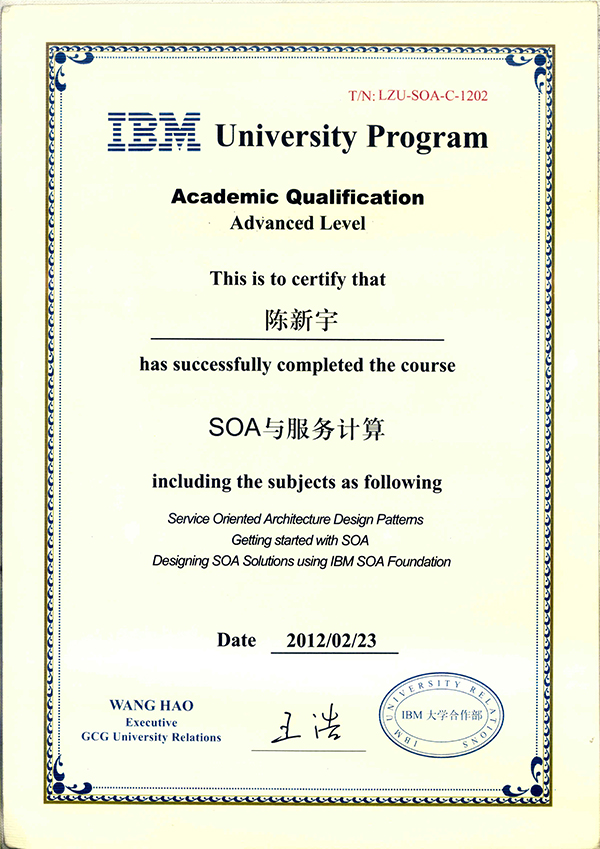 T/N: LZU-SOA-C-1202
IBM University Program
Academic Qualification
Advanced Level
This is to certify that
陈新宇
has successfully completed the course
SOA与服务计算
including the subjects as following
Service Oriented Architecture Design Patterns
Getting started with SOA
Designing SOA Solutions using IBM SOA Foundation
Date 2012/02/23
WANG HAO
Executive
GCG University Relations
王浩
IBM UNIVERSITY RELATIONS
IBM 大学合作部